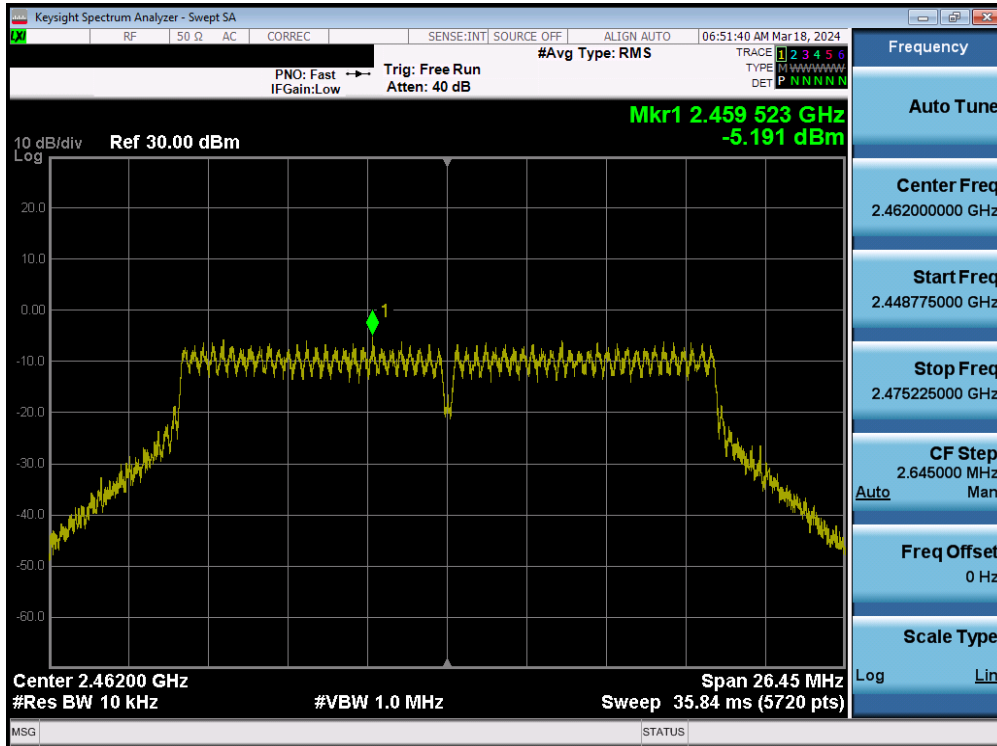 Keysight Spectrum Analyzer - Swept SA
LXI RF 50 Ω AC CORREC SENSE:INT SOURCE OFF ALIGN AUTO 06:51:40 AM Mar 18, 2024
Frequency
#Avg Type: RMS
TRACE 1 2 3 4 5 6
PNO: Fast Trig: Free Run
TYPE M WWWWW
IFGain:Low Atten: 40 dB
DET P N N N N N
Mkr1 2.459 523 GHz
-5.191 dBm
10 dB/div Ref 30.00 dBm
Log
20.0
10.0
0.00
1
-10.0
-20.0
-30.0
-40.0
-50.0
-60.0
Center 2.46200 GHz Span 26.45 MHz
#Res BW 10 kHz #VBW 1.0 MHz Sweep 35.84 ms (5720 pts)
Auto Tune
Center Freq
2.462000000 GHz
Start Freq
2.448775000 GHz
Stop Freq
2.475225000 GHz
CF Step
2.645000 MHz
Auto Man
Freq Offset
0 Hz
Scale Type
Log Lin
MSG STATUS